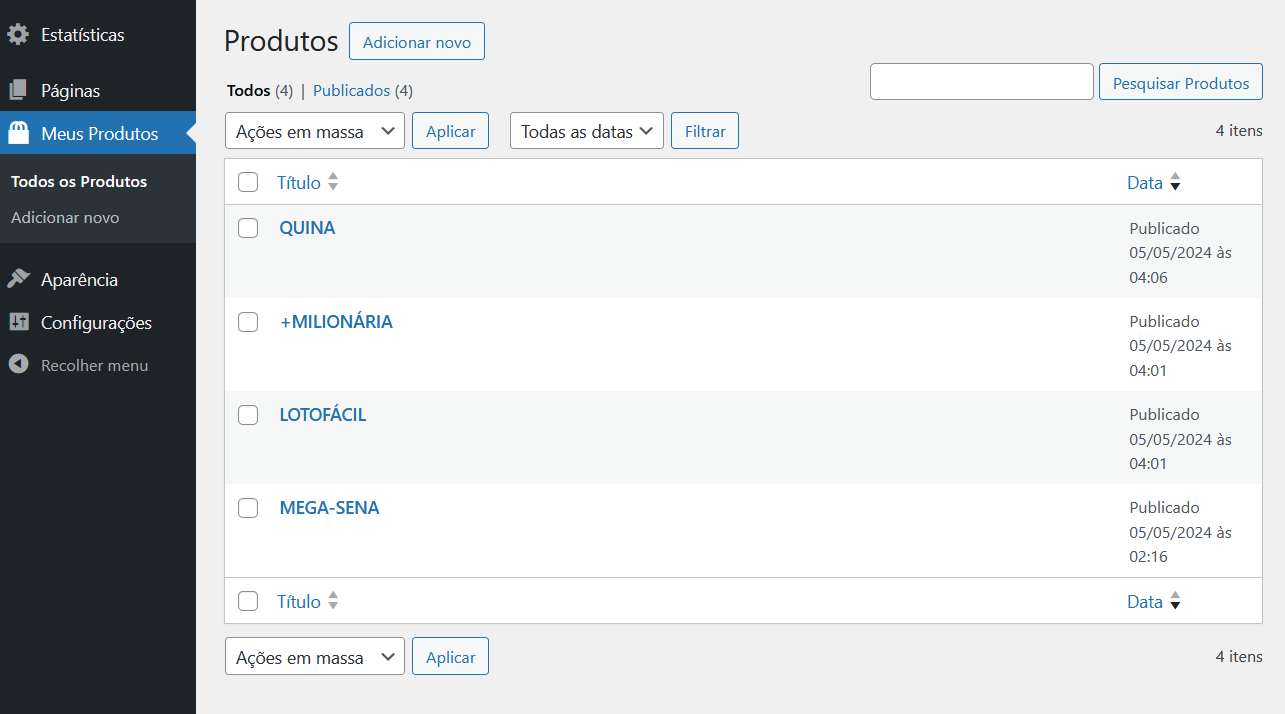 Estatísticas
Páginas
Meus Produtos
Todos os Produtos
Adicionar novo
Aparência
Configurações
Recolher menu
Produtos Adicionar novo
Todos (4) | Publicados (4)
Pesquisar Produtos
Ações em massa Aplicar Todas as datas Filtrar 4 itens
Título Data
QUINA Publicado
05/05/2024 às
04:06
+MILIONÁRIA Publicado
05/05/2024 às
04:01
LOTOFÁCIL Publicado
05/05/2024 às
04:01
MEGA-SENA Publicado
05/05/2024 às
02:16
Título Data
Ações em massa Aplicar 4 itens